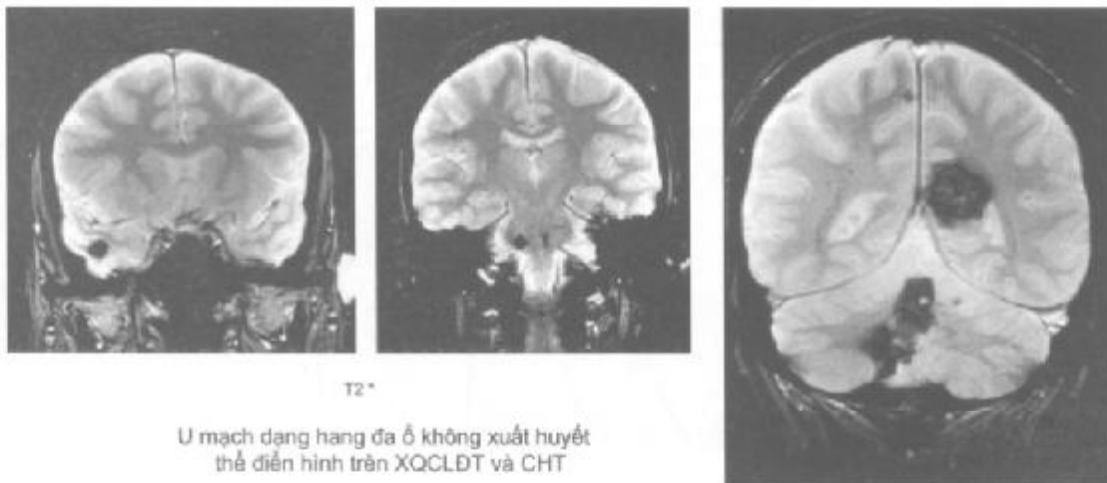 T2*
U mạch dạng hang đa ổ không xuất huyết
thể điển hình trên XQCLĐT và CHT